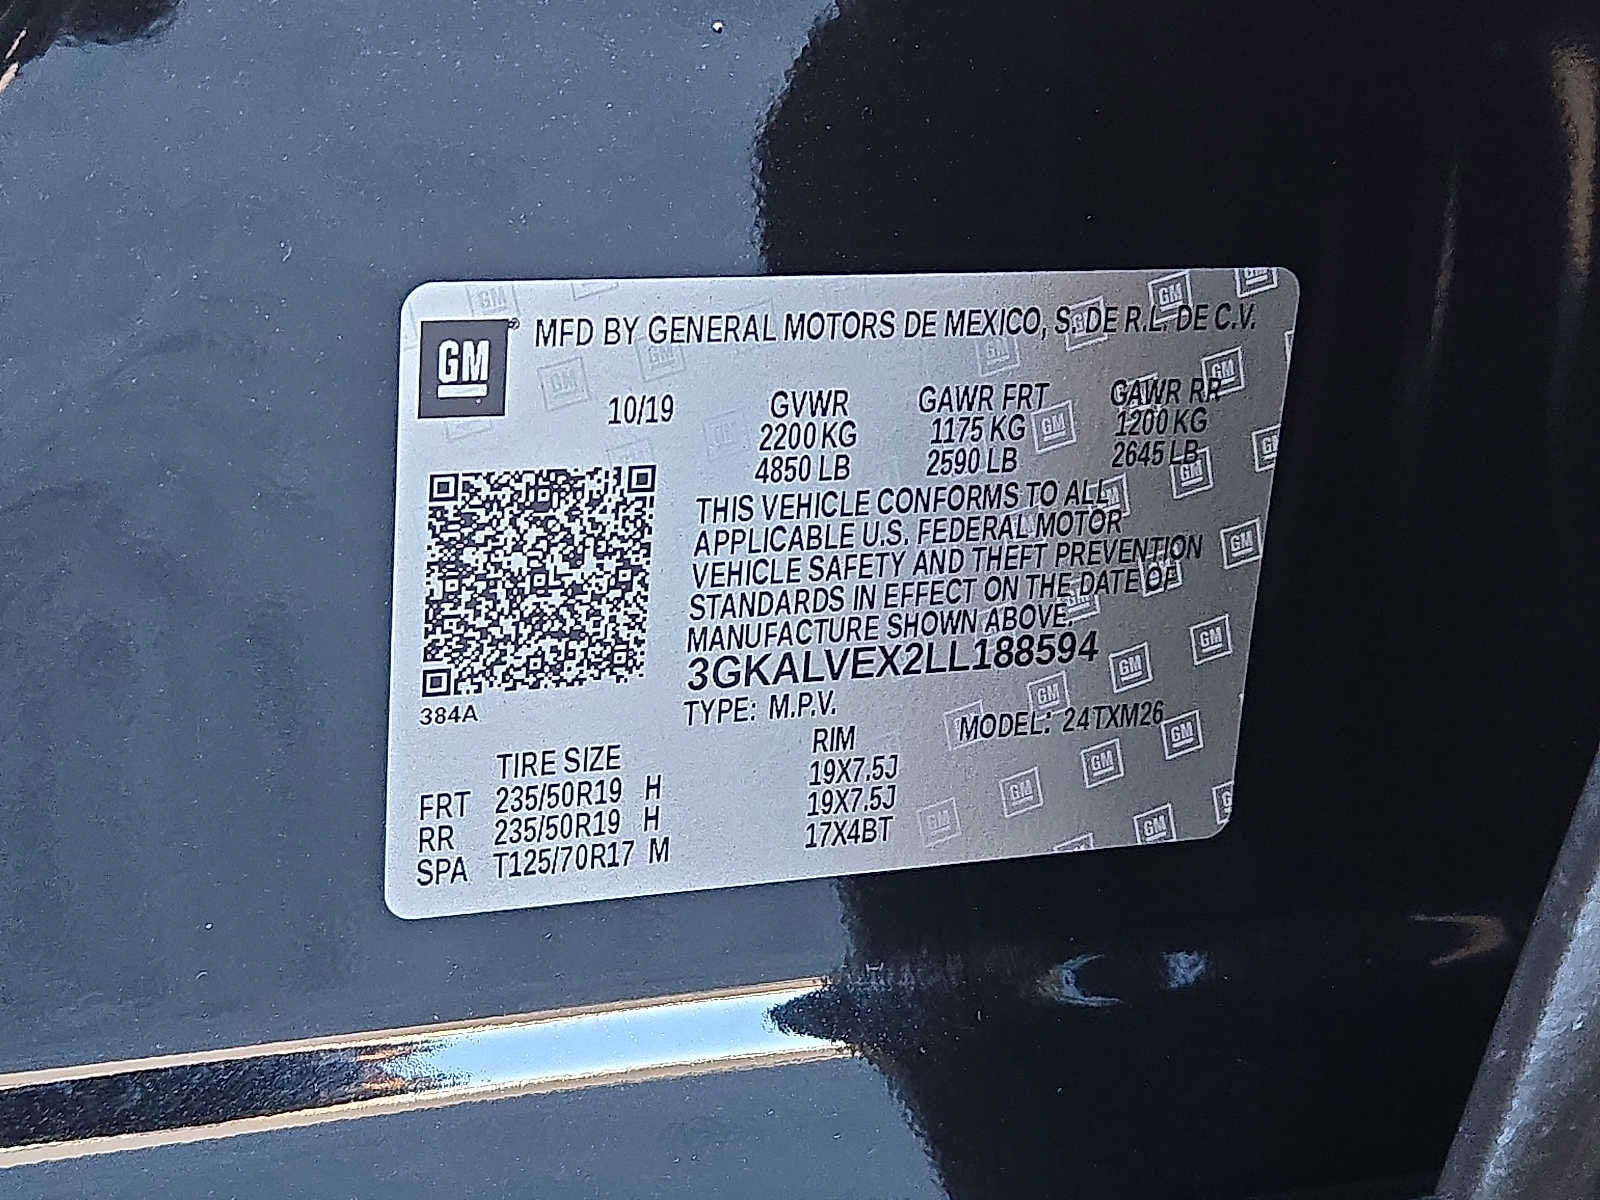 GM MFD BY GENERAL MOTORS DE MEXICO, S. DE R.L. DE C.V.
10/19 GVWR GAWR FRT GAWR RR
2200 KG 1175 KG 1200 KG
4850 LB 2590 LB 2645 LB
THIS VEHICLE CONFORMS TO ALL
APPLICABLE U.S. FEDERAL MOTOR
VEHICLE SAFETY AND THEFT PREVENTION
STANDARDS IN EFFECT ON THE DATE OF
MANUFACTURE SHOWN ABOVE.
3GKALVEX2LL188594
384A TYPE: M.P.V. MODEL: 24TXM26
TIRE SIZE RIM
FRT 235/50R19 H 19X7.5J
RR 235/50R19 H 19X7.5J
SPA T125/70R17 M 17X4BT